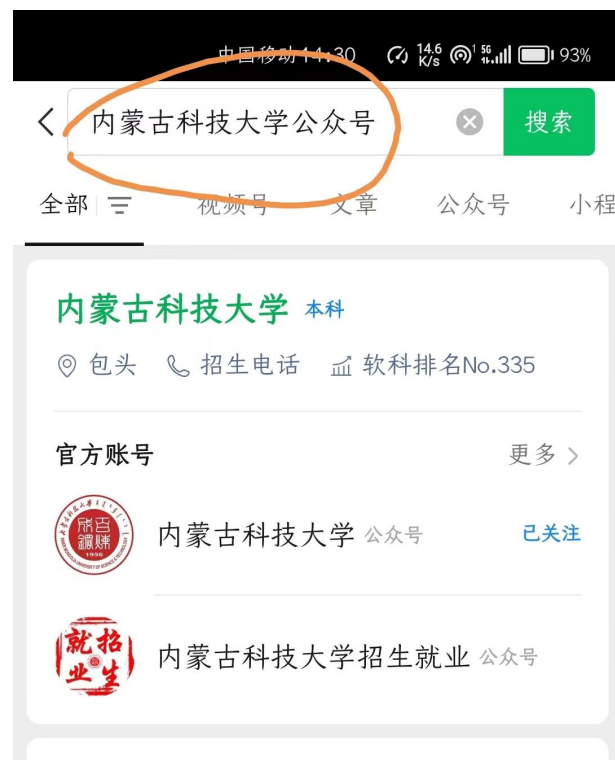 中国移动14:30 14.6 K/s 5G 93%
内蒙古科技大学公众号 搜索
全部 视频号 文章 公众号 小程
内蒙古科技大学 本科
包头 招生电话 软科排名No.335
官方账号 更多
内蒙古科技大学 公众号 已关注
就招
业生
内蒙古科技大学招生就业 公众号